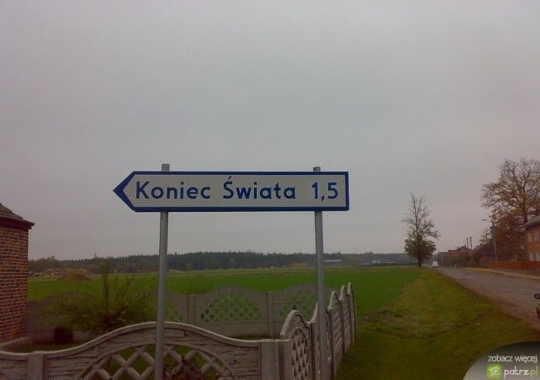 Koniec Świata 1,5
zobacz więcej
patrz.pl